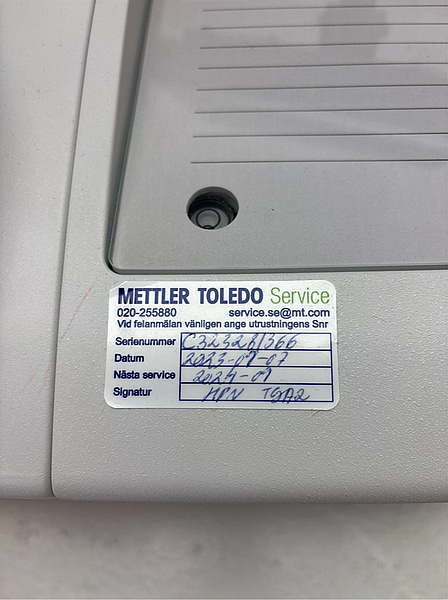 METTLER TOLEDO Service
020-255880 service.se@mt.com
Vid felanmälan vänligen ange utrustningens Snr
Serienummer
Datum 2023-07-07
Nästa service 2024-07
Signatur HPN